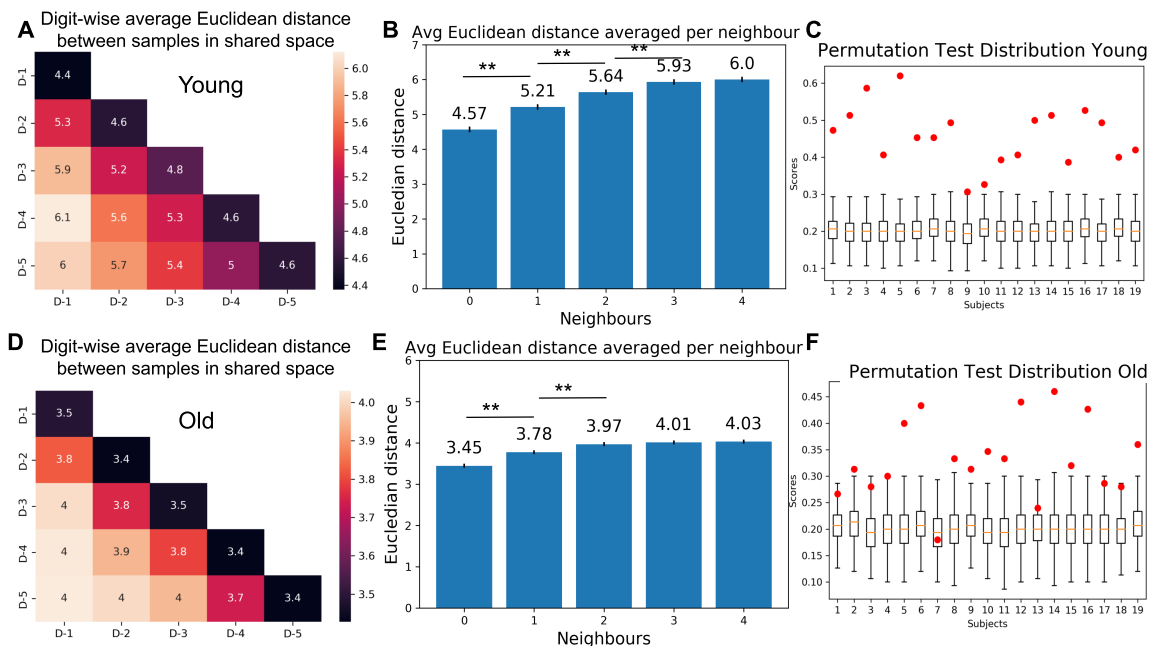 A
Digit-wise average Euclidean distance
between samples in shared space
Young
D-1
D-2
D-3
D-4
D-5
4.4
5.3 4.6
5.9 5.2 4.8
6.1 5.6 5.3 4.6
6 5.7 5.4 5 4.6
D-1 D-2 D-3 D-4 D-5
6.0
5.8
5.6
5.4
5.2
5.0
4.8
4.6
4.4
B
Avg Euclidean distance averaged per neighbour
Eucledian distance
7
6
5
4
3
2
1
0
** ** **
4.57 5.21 5.64 5.93 6.0
0 1 2 3 4
Neighbours
C
Permutation Test Distribution Young
Scores
0.6
0.5
0.4
0.3
0.2
0.1
1 2 3 4 5 6 7 8 9 10 11 12 13 14 15 16 17 18 19
Subjects
D
Digit-wise average Euclidean distance
between samples in shared space
Old
D-1
D-2
D-3
D-4
D-5
3.5
3.8 3.4
4 3.8 3.5
4 3.9 3.8 3.4
4 4 4 3.7 3.4
D-1 D-2 D-3 D-4 D-5
4.0
3.9
3.8
3.7
3.6
3.5
E
Avg Euclidean distance averaged per neighbour
Eucledian distance
6
5
4
3
2
1
0
** **
3.45 3.78 3.97 4.01 4.03
0 1 2 3 4
Neighbours
F
Permutation Test Distribution Old
Scores
0.45
0.40
0.35
0.30
0.25
0.20
0.15
0.10
1 2 3 4 5 6 7 8 9 10 11 12 13 14 15 16 17 18 19
Subjects